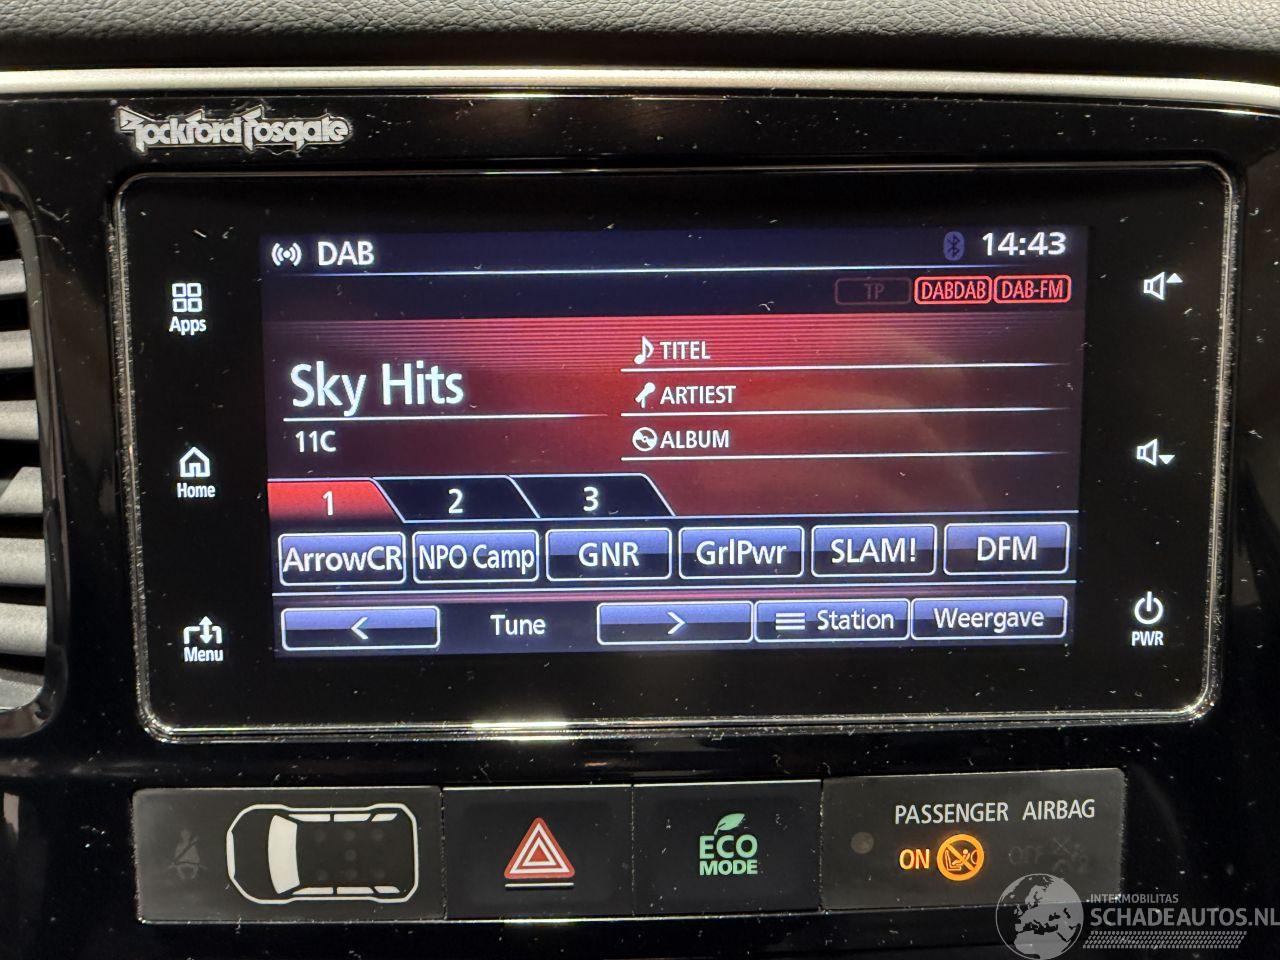 Rockford Fosgate
DAB
14:43
TP DABDAB DAB-FM
Apps
Sky Hits
11C
TITEL
ARTIEST
ALBUM
Home
1 2 3
ArrowCR NPO Camp GNR GrlPwr SLAM! DFM
< Tune > Station Weergave
Menu
PWR
ECO
MODE
PASSENGER AIRBAG
ON OFF
INTERMOBILITAS
SCHADEAUTOS.NL